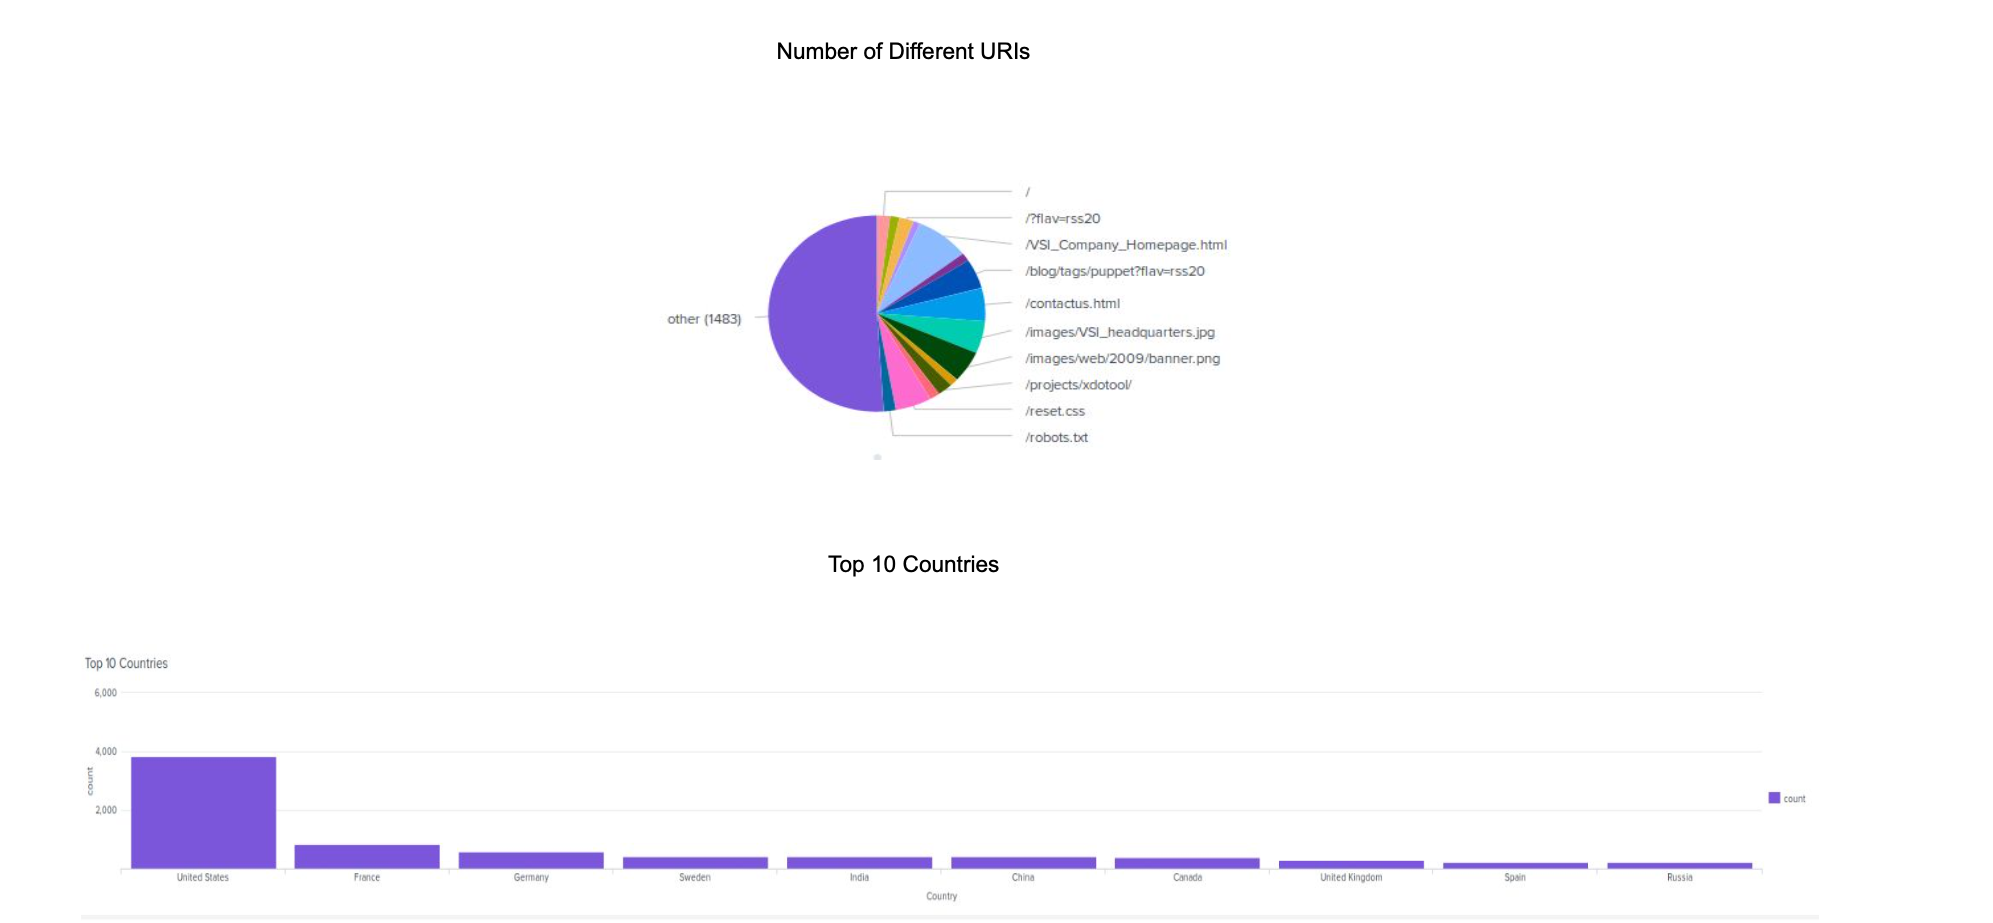 Number of Different URIs
/
/?flav=rss20
/VSI_Company_Homepage.html
/blog/tags/puppet?flav=rss20
/contactus.html
other (1483)
/images/VSI_headquarters.jpg
/images/web/2009/banner.png
/projects/xdotool/
/reset.css
/robots.txt
Top 10 Countries
Top 10 Countries
6,000
4,000
2,000
count
count
United States France Germany Sweden India China Canada United Kingdom Spain Russia
Country